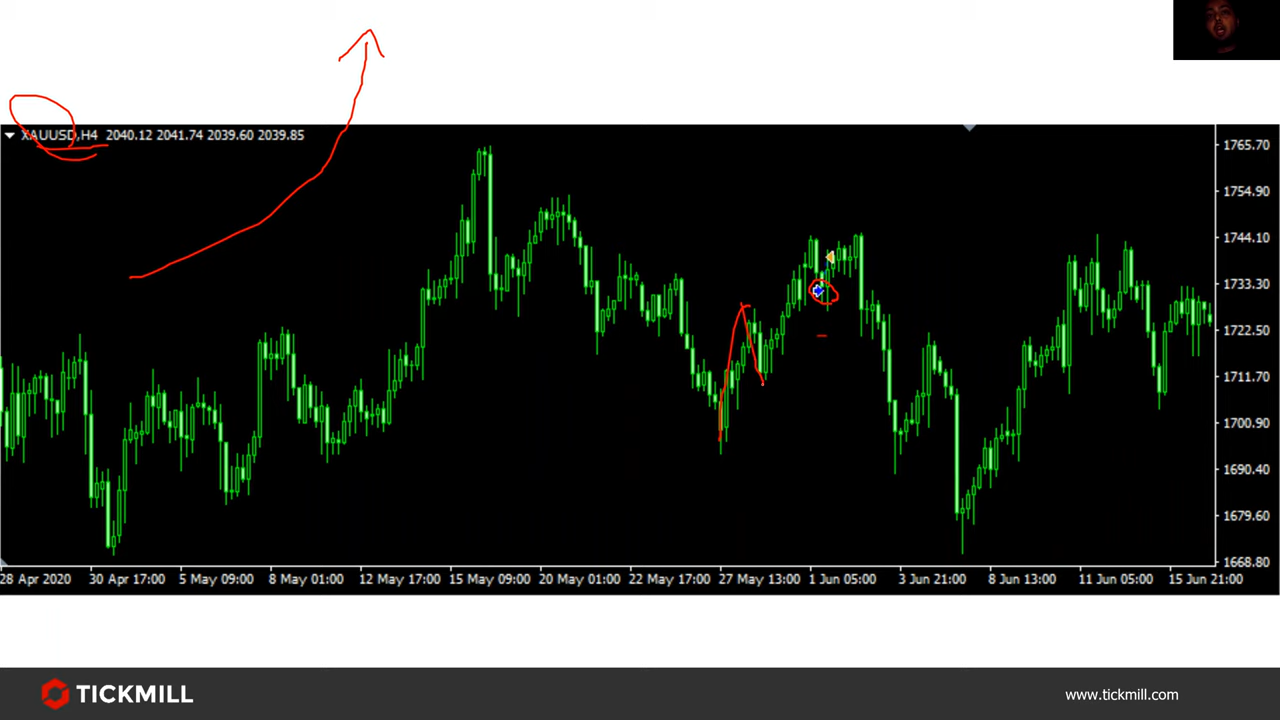 XAUUSD,H4 2040.12 2041.74 2039.60 2039.85
1765.70
1754.90
1744.10
1733.30
1722.50
1711.70
1700.90
1690.40
1679.60
1668.80
28 Apr 2020 30 Apr 17:00 5 May 09:00 8 May 01:00 12 May 17:00 15 May 09:00 20 May 01:00 22 May 17:00 27 May 13:00 1 Jun 05:00 3 Jun 21:00 8 Jun 13:00 11 Jun 05:00 15 Jun 21:00
TICKMILL
www.tickmill.com